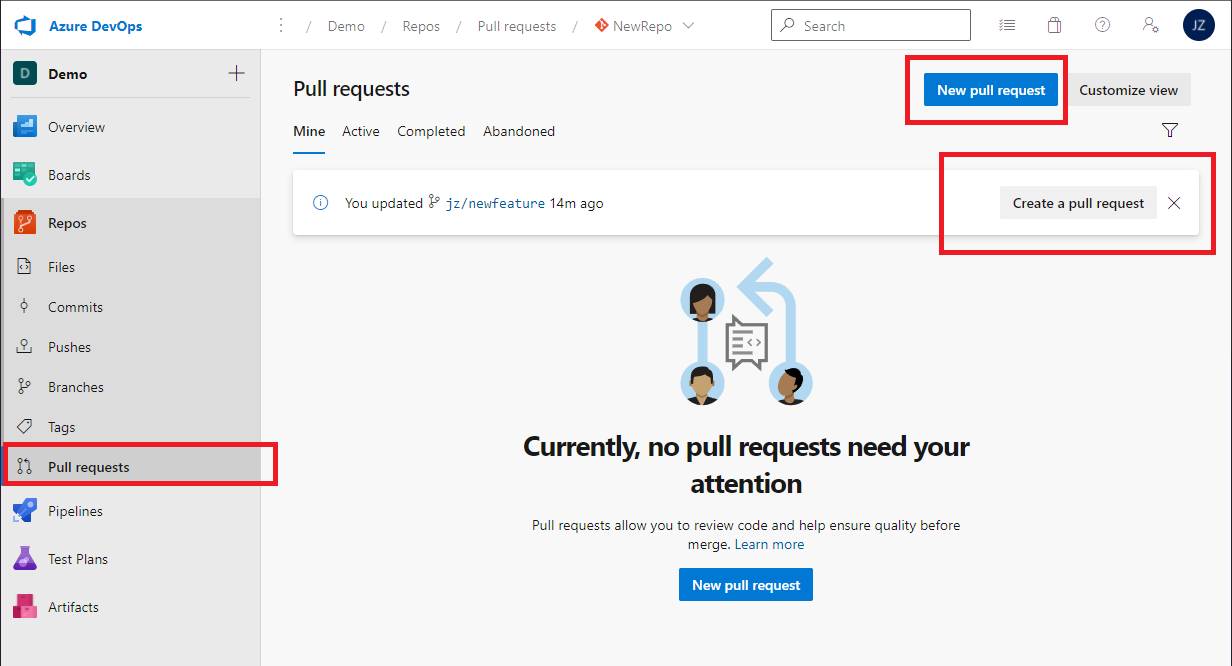 Azure DevOps
/ Demo / Repos / Pull requests / NewRepo
Search
JZ
D Demo
Overview
Boards
Repos
Files
Commits
Pushes
Branches
Tags
Pull requests
Pipelines
Test Plans
Artifacts
Pull requests
New pull request
Customize view
Mine Active Completed Abandoned
You updated jz/newfeature 14m ago
Create a pull request
Currently, no pull requests need your
attention
Pull requests allow you to review code and help ensure quality before
merge. Learn more
New pull request